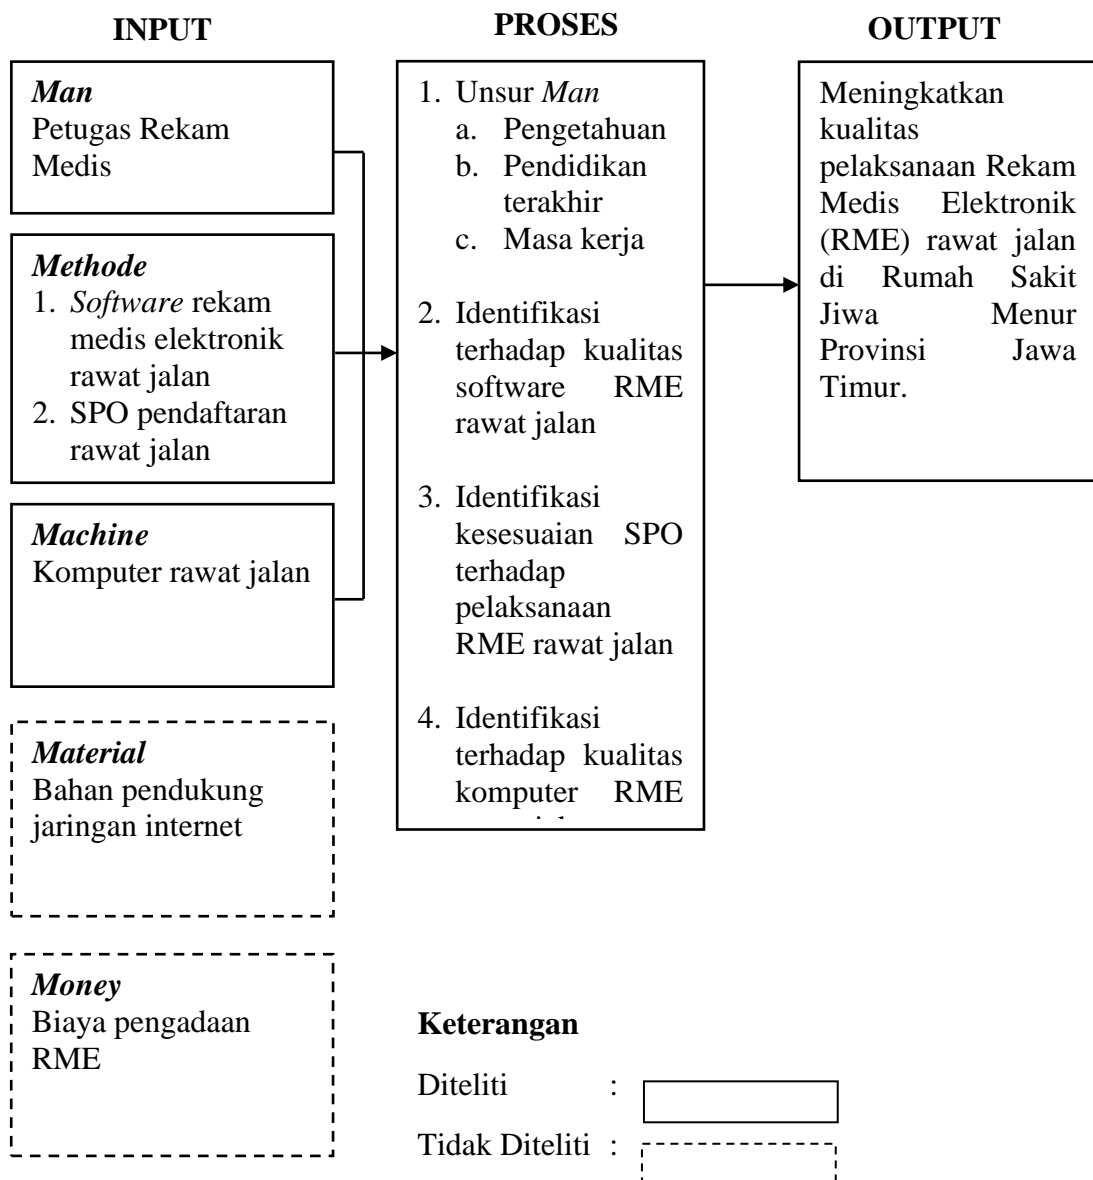 INPUT
Man
Petugas Rekam
Medis
Methode
1. Software rekam
medis elektronik
rawat jalan
2. SPO pendaftaran
rawat jalan
Machine
Komputer rawat jalan
Material
Bahan pendukung
jaringan internet
Money
Biaya pengadaan
RME
PROSES
1. Unsur Man
a. Pengetahuan
b. Pendidikan
terakhir
c. Masa kerja
2. Identifikasi
terhadap kualitas
software RME
rawat jalan
3. Identifikasi
kesesuaian SPO
terhadap
pelaksanaan
RME rawat jalan
4. Identifikasi
terhadap kualitas
komputer RME
OUTPUT
Meningkatkan
kualitas
pelaksanaan Rekam
Medis Elektronik
(RME) rawat jalan
di Rumah Sakit
Jiwa Menur
Provinsi Jawa
Timur.
Keterangan
Diteliti :
Tidak Diteliti :